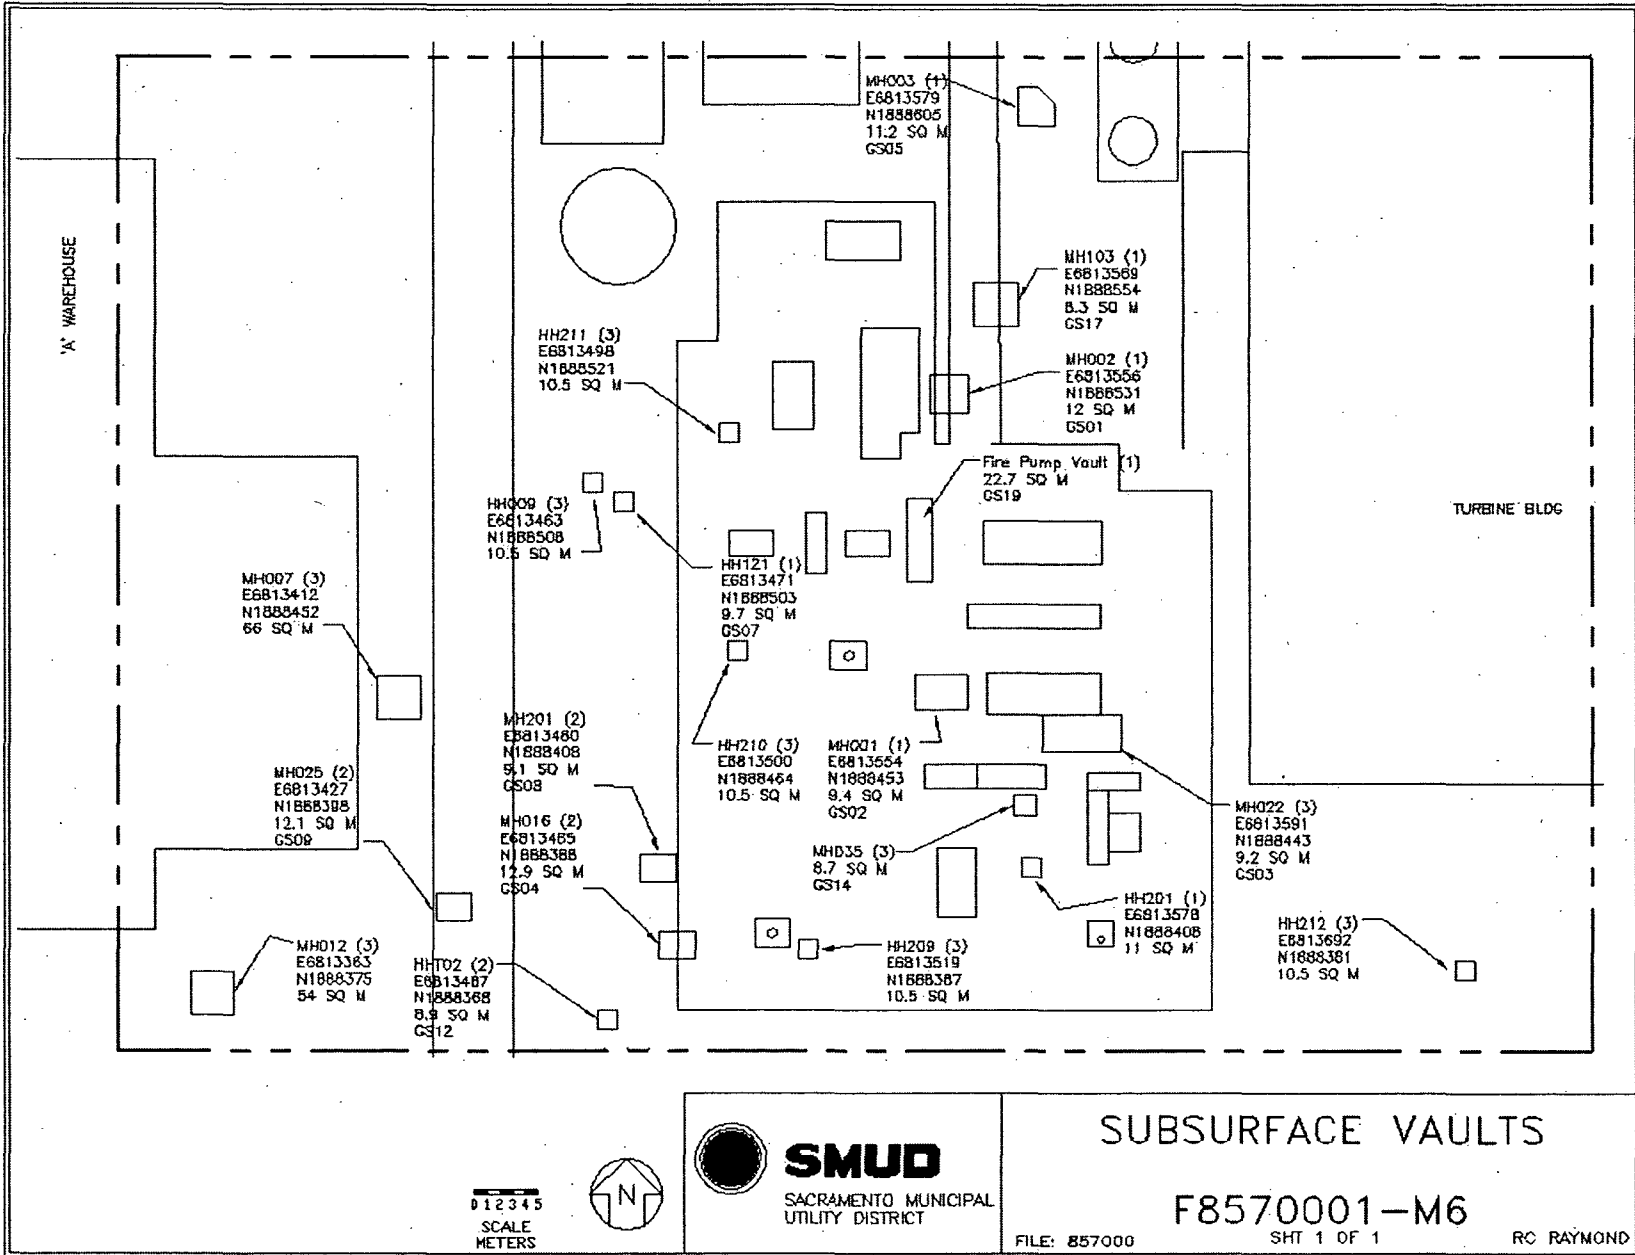 MH003 (1)
E6813579
N1888605
11.2 SQ M
GS05
'A' WAREHOUSE
MH103 (1)
E6813569
N1888554
8.3 SQ M
GS17
HH211 (3)
E6813498
N1888521
10.5 SQ M
MH002 (1)
E6813556
N1888531
12 SQ M
GS01
Fire Pump Vault (1)
22.7 SQ M
GS19
TURBINE BLDG
HH009 (3)
E6813463
N1888508
10.5 SQ M
HH121 (1)
E6813471
N1888503
9.7 SQ M
GS07
MH007 (3)
E6813412
N1888452
66 SQ M
MH201 (2)
E6813480
N1888408
9.1 SQ M
GS08
HH210 (3)
E6813500
N1888464
10.5 SQ M
MH001 (1)
E6813554
N1888453
9.4 SQ M
GS02
MH025 (2)
E6813427
N1888398
12.1 SQ M
GS09
MH022 (3)
E6813591
N1888443
9.2 SQ M
GS03
MH016 (2)
E6813485
N1888388
12.9 SQ M
GS04
MH035 (3)
8.7 SQ M
GS14
HH201 (1)
E6813578
N1888408
11 SQ M
HH212 (3)
E6813692
N1888381
10.5 SQ M
MH012 (3)
E6813363
N1888375
54 SQ M
HHT02 (2)
E6813487
N1888368
8.9 SQ M
GS12
HH209 (3)
E6813519
N1888387
10.5 SQ M
0 1 2 3 4 5
SCALE
METERS
N
SMUD
SACRAMENTO MUNICIPAL
UTILITY DISTRICT
SUBSURFACE VAULTS
F8570001-M6
FILE: 857000
SHT 1 OF 1
RC RAYMOND